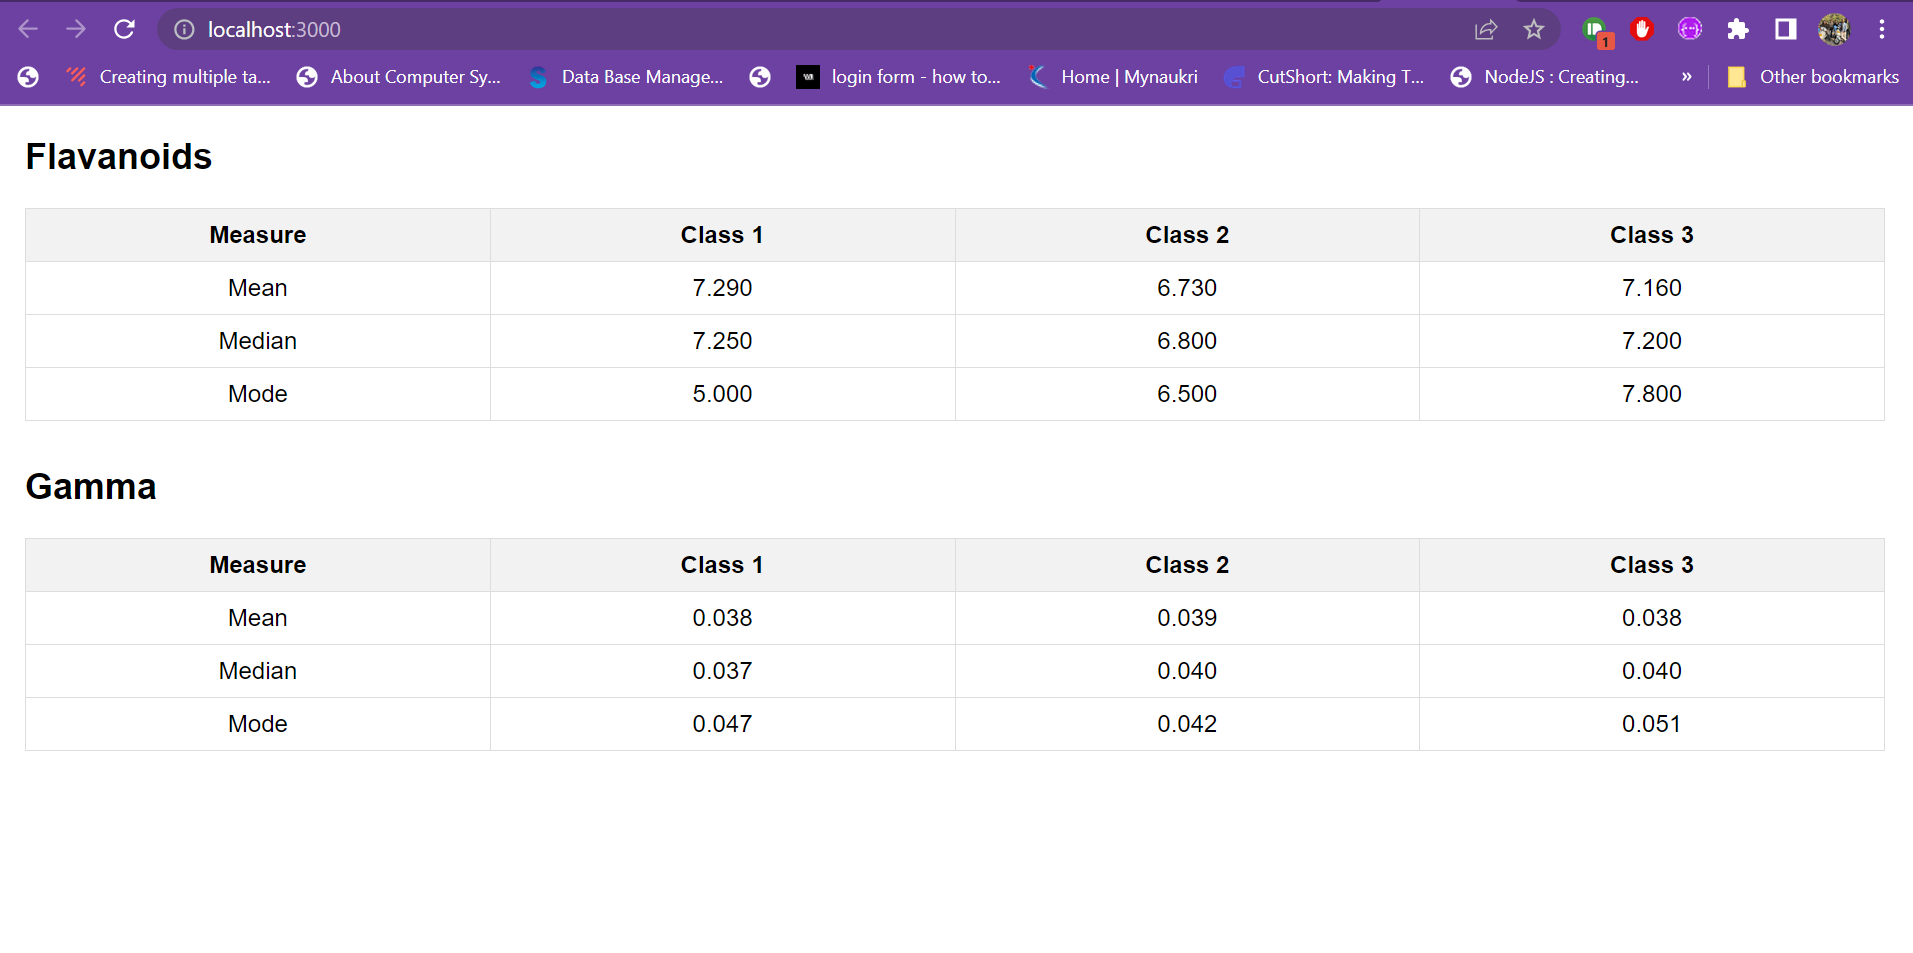 localhost:3000
1
Creating multiple ta... About Computer Sy... Data Base Manage... login form - how to... Home | Mynaukri CutShort: Making T... NodeJS : Creating... » Other bookmarks
Flavanoids
Measure Class 1 Class 2 Class 3
Mean 7.290 6.730 7.160
Median 7.250 6.800 7.200
Mode 5.000 6.500 7.800
Gamma
Measure Class 1 Class 2 Class 3
Mean 0.038 0.039 0.038
Median 0.037 0.040 0.040
Mode 0.047 0.042 0.051